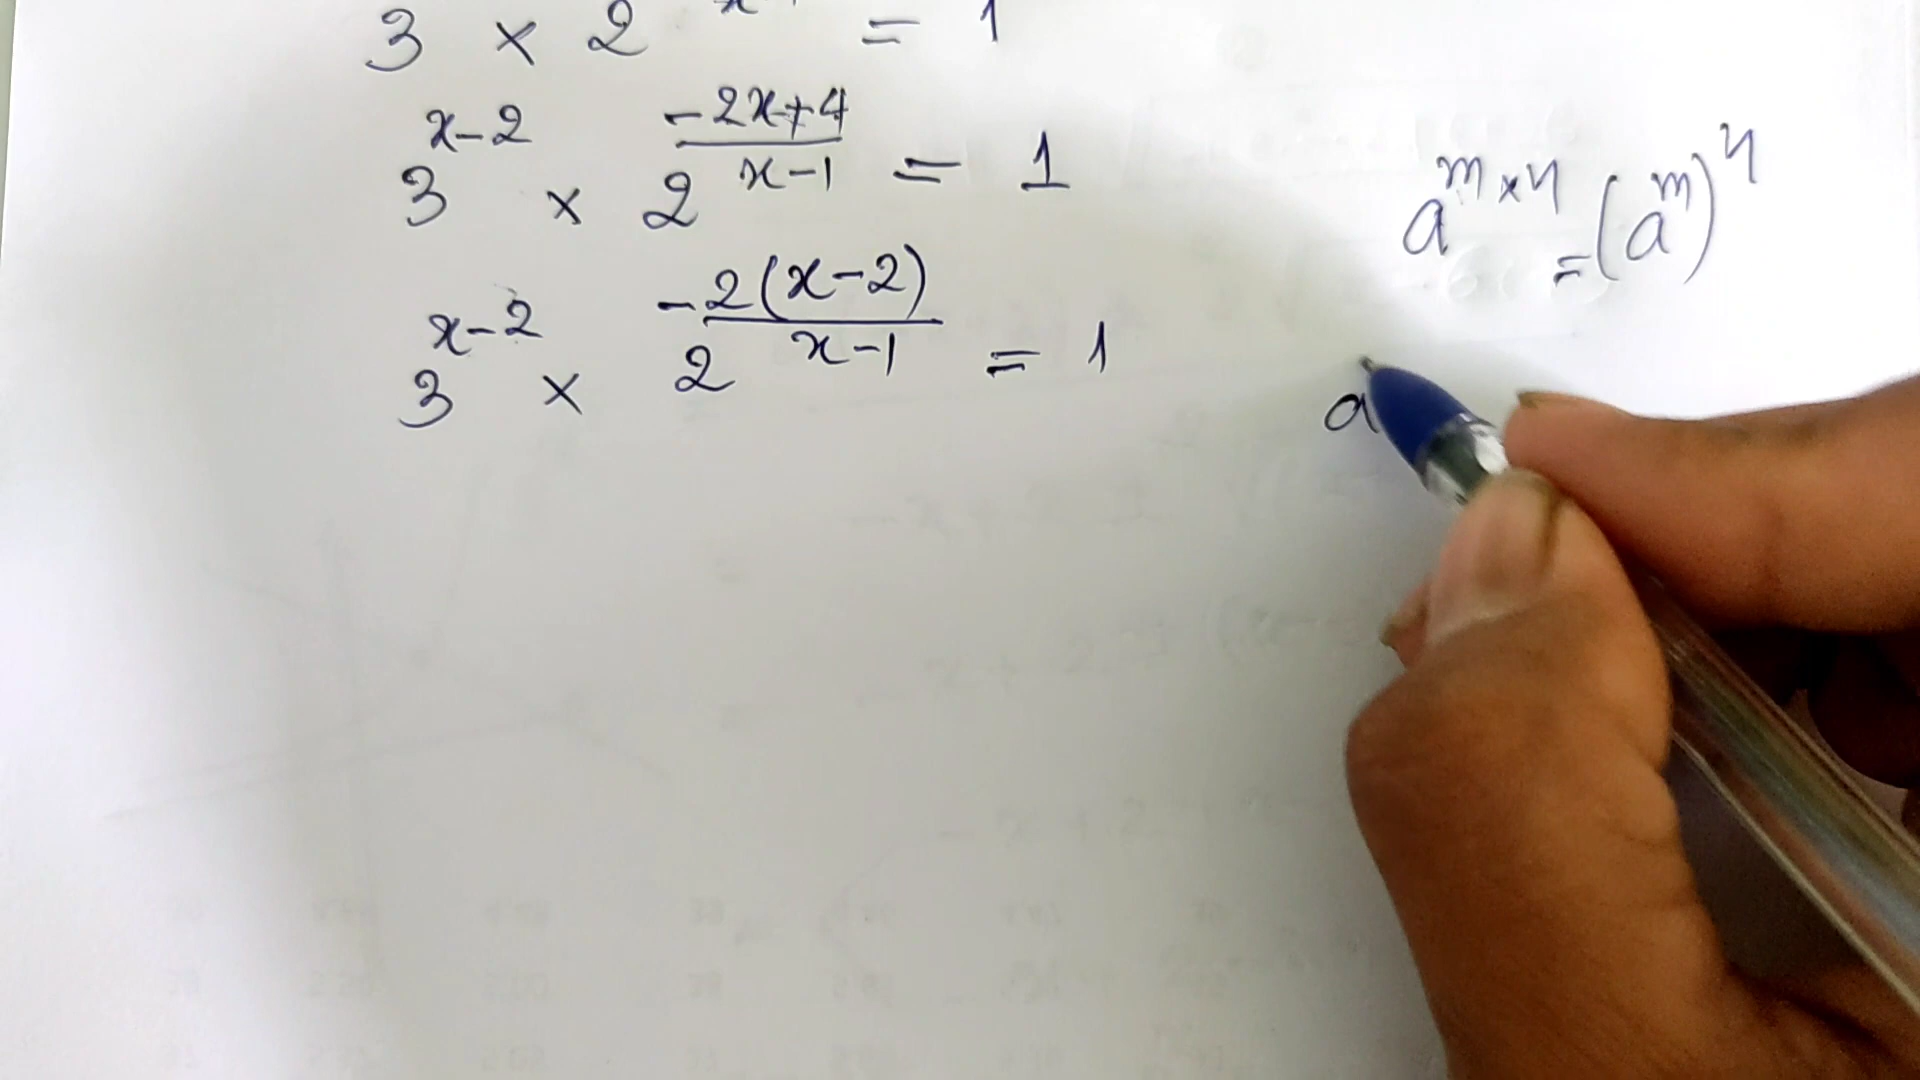 3 × 2 = 1
3^(x-2) × 2^((-2x+4)/(x-1)) = 1
3^(x-2) × 2^((-2(x-2))/(x-1)) = 1
a^(m×n) = (a^m)^n
a